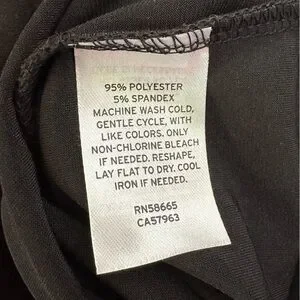 95% POLYESTER
5% SPANDEX
MACHINE WASH COLD,
GENTLE CYCLE, WITH
LIKE COLORS. ONLY
NON-CHLORINE BLEACH
IF NEEDED. RESHAPE,
LAY FLAT TO DRY. COOL
IRON IF NEEDED.
RN58665
CA57963